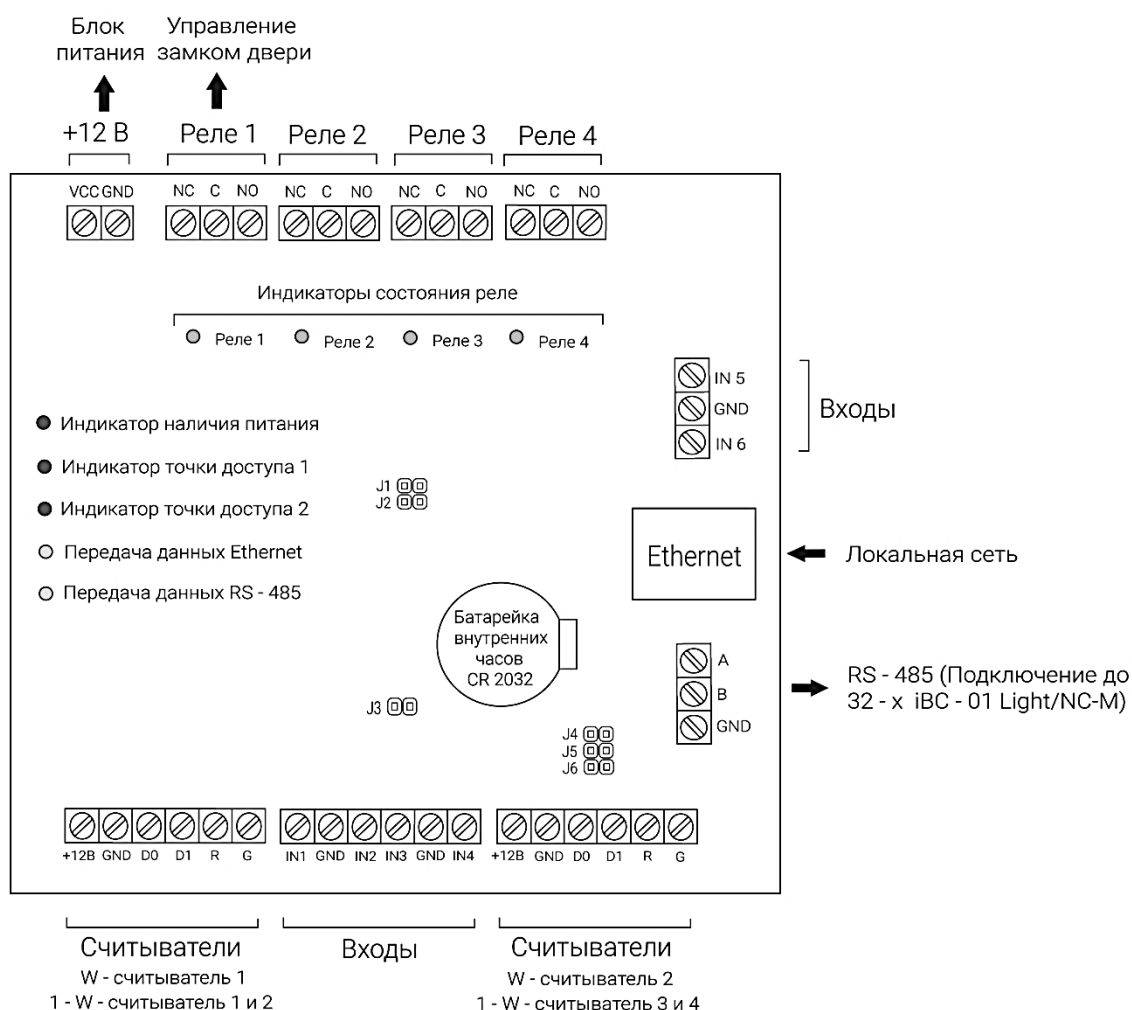 Блок
питания
Управление
замком двери
+12 В
Реле 1
Реле 2
Реле 3
Реле 4
VCC GND
NC C NO
NC C NO
NC C NO
NC C NO
Индикаторы состояния реле
Реле 1
Реле 2
Реле 3
Реле 4
IN 5
GND
IN 6
Входы
Индикатор наличия питания
Индикатор точки доступа 1
Индикатор точки доступа 2
Передача данных Ethernet
Передача данных RS - 485
J1
J2
Ethernet
Локальная сеть
Батарейка
внутренних
часов
CR 2032
A
B
GND
RS - 485 (Подключение до
32 - х iBC - 01 Light/NC-M)
J3
J4
J5
J6
+12В GND D0 D1 R G
IN1 GND IN2 IN3 GND IN4
+12В GND D0 D1 R G
Считыватели
W - считыватель 1
1 - W - считыватель 1 и 2
Входы
Считыватели
W - считыватель 2
1 - W - считыватель 3 и 4